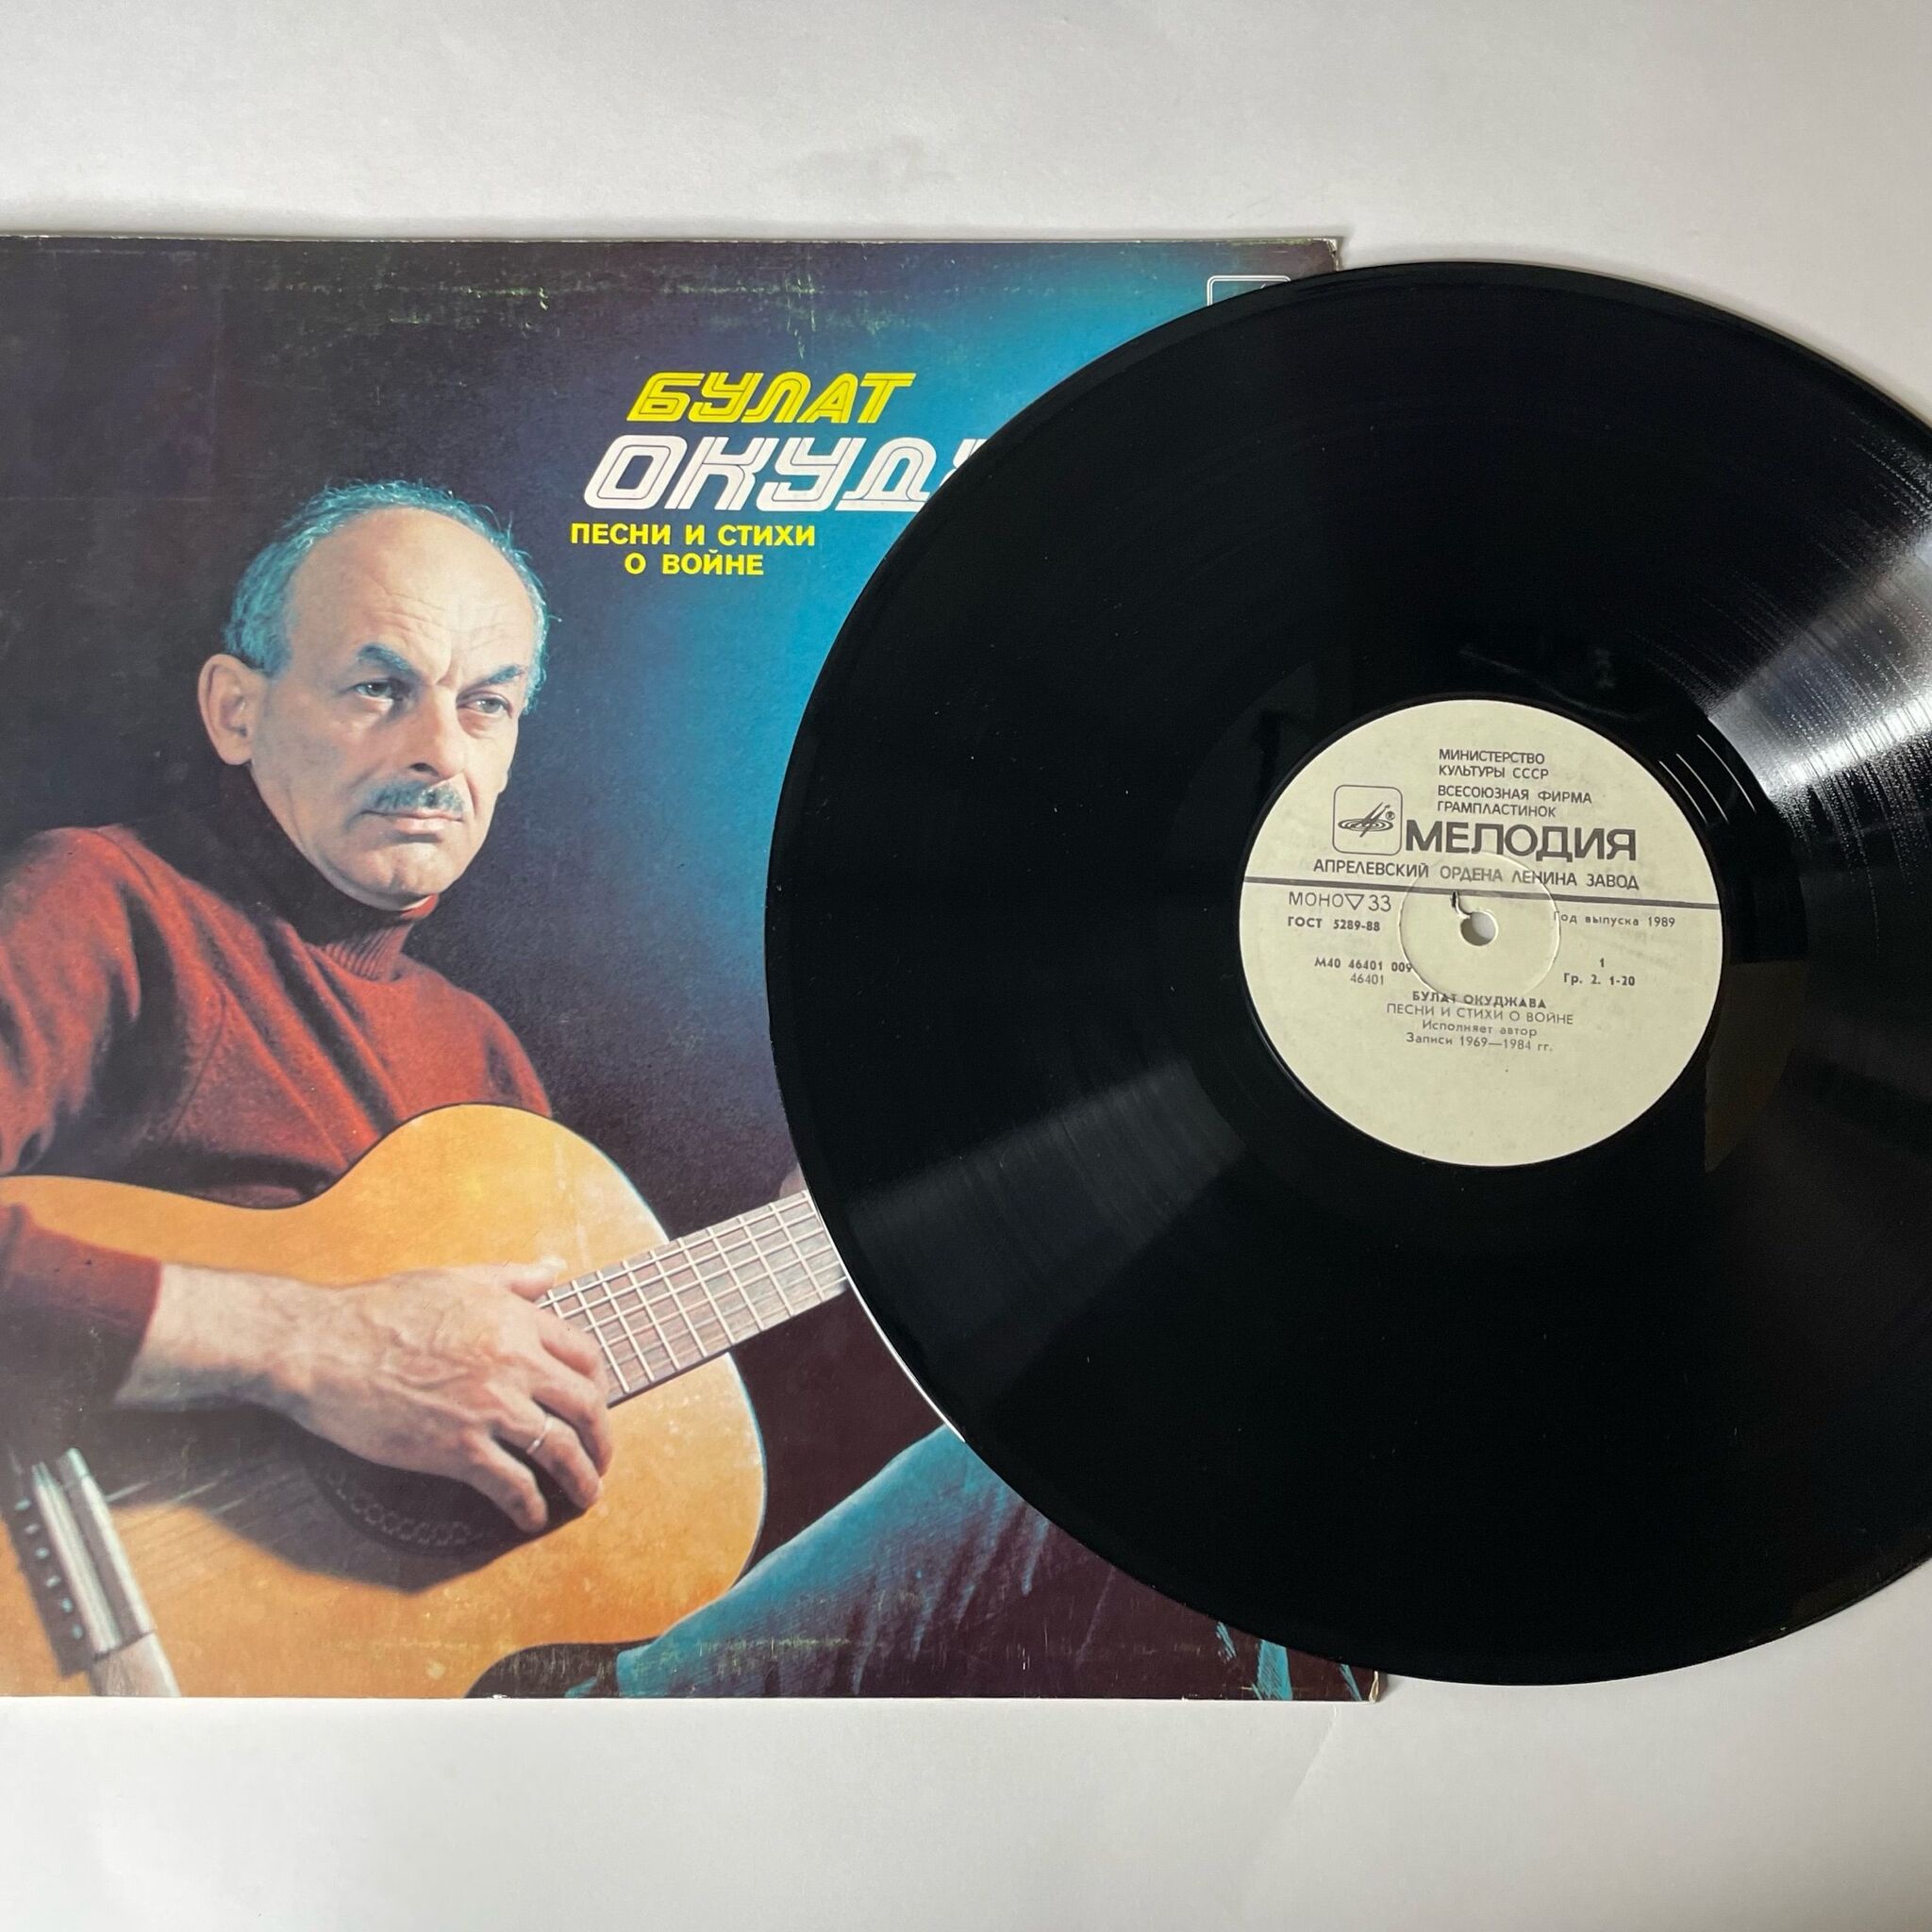 БУЛАТ
ОКУД
ПЕСНИ И СТИХИ
О ВОЙНЕ
МИНИСТЕРСТВО
КУЛЬТУРЫ СССР
ВСЕСОЮЗНАЯ ФИРМА
ГРАМПЛАСТИНОК
®МЕЛОДИЯ
АПРЕЛЕВСКИЙ ОРДЕНА ЛЕНИНА ЗАВОД
МОНО▽33
ГОСТ 5289-88
Год выпуска 1989
М40 46401 009
46401
1
Гр. 2. 1-20
БУЛАТ ОКУДЖАВА
ПЕСНИ И СТИХИ О ВОЙНЕ
Исполняет автор
Записи 1969—1984 гг.